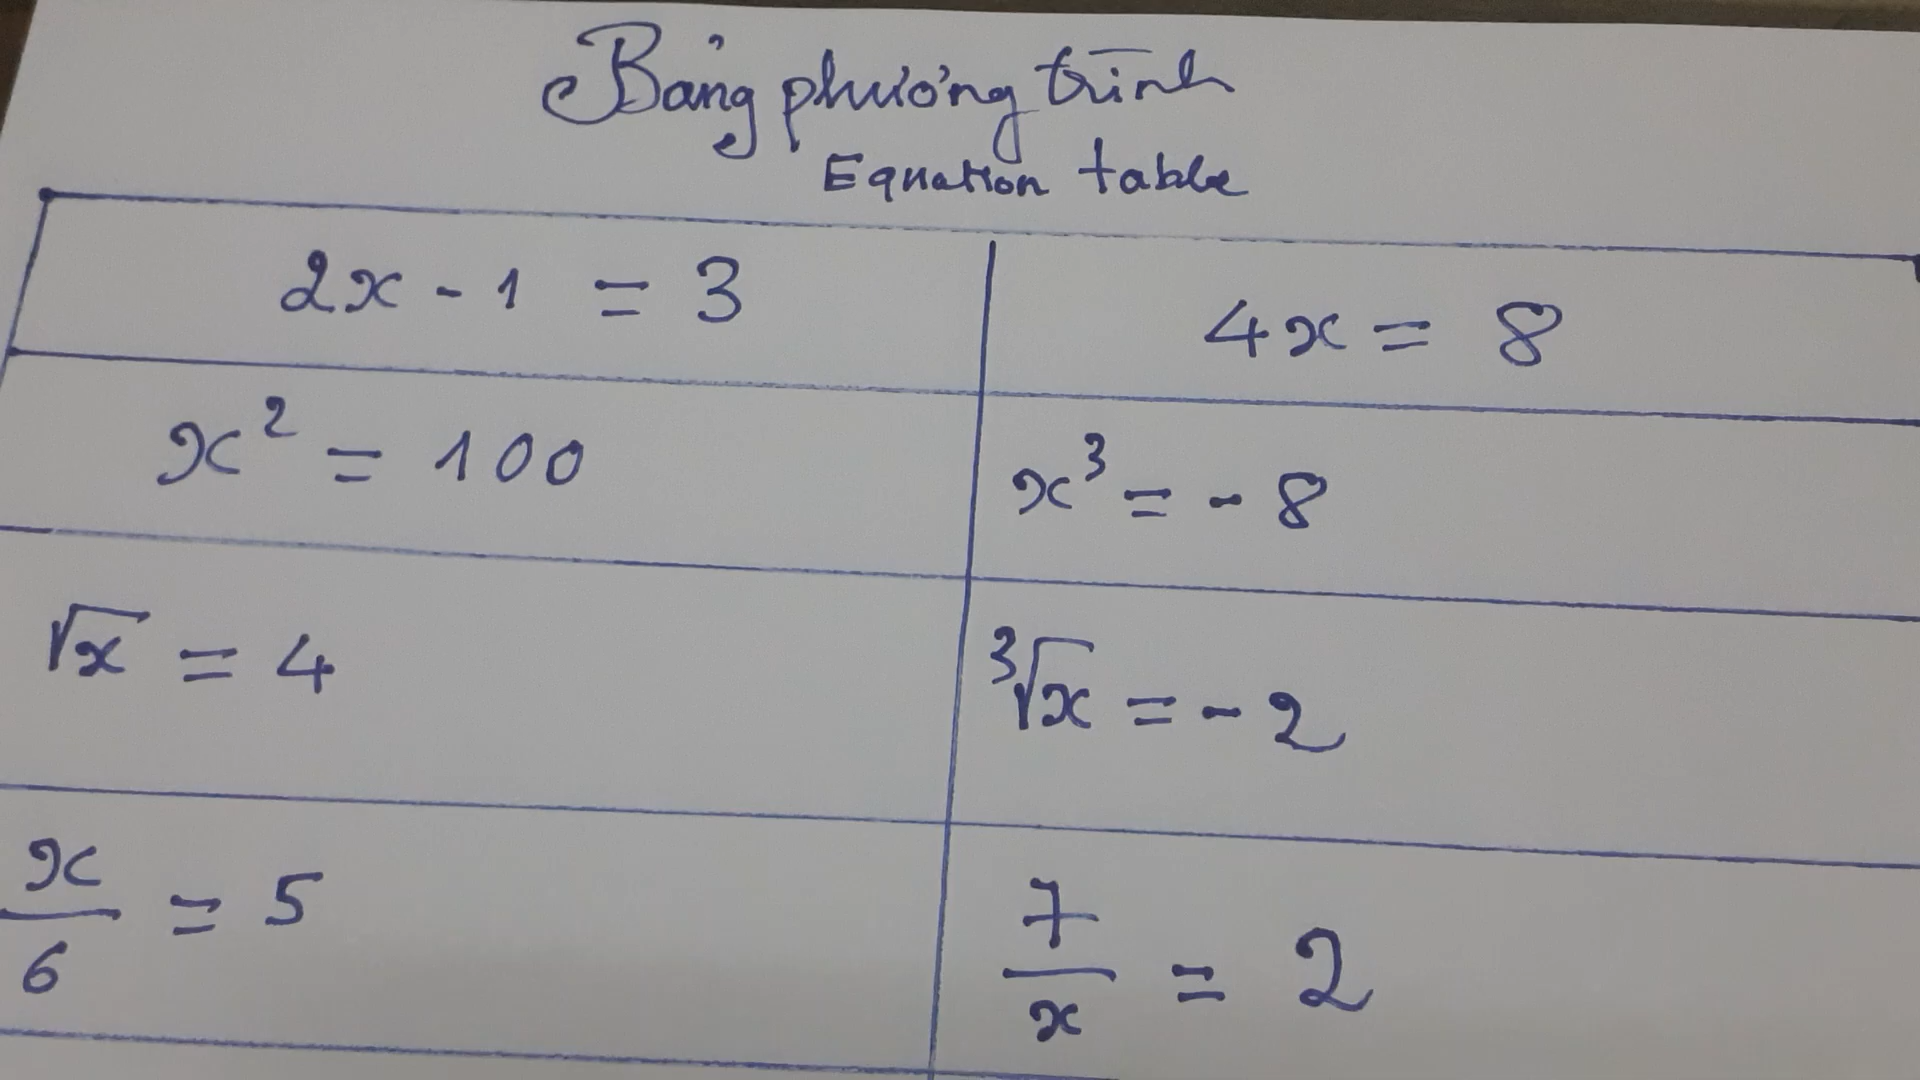 Bảng phương trình
Equation table
2x - 1 = 3
4x = 8
x² = 100
x³ = - 8
√x = 4
³√x = - 2
x/6 = 5
7/x = 2